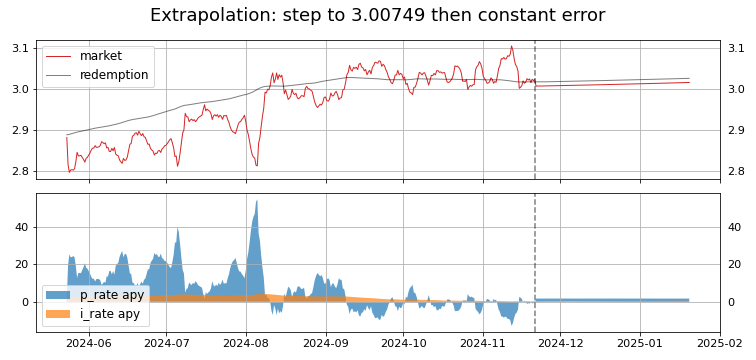 Extrapolation: step to 3.00749 then constant error
3.1 market 3.1
redemption
3.0 3.0
2.9 2.9
2.8 2.8
40 40
20 20
p_rate apy
0 0
i_rate apy
2024-06 2024-07 2024-08 2024-09 2024-10 2024-11 2024-12 2025-01 2025-02